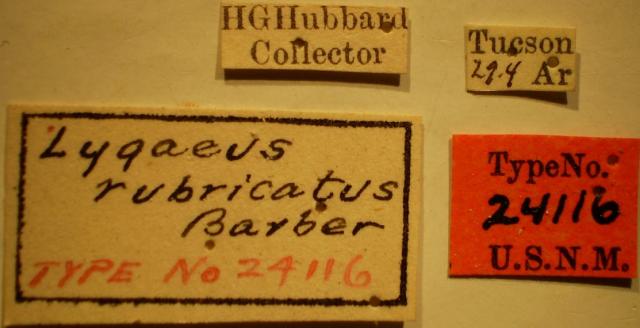 HGHubbard
Collector
Tucson
29.4 Ar
Lygaeus
rubricatus
Barber
TYPE No 24116
TypeNo.
24116
U.S.N.M.